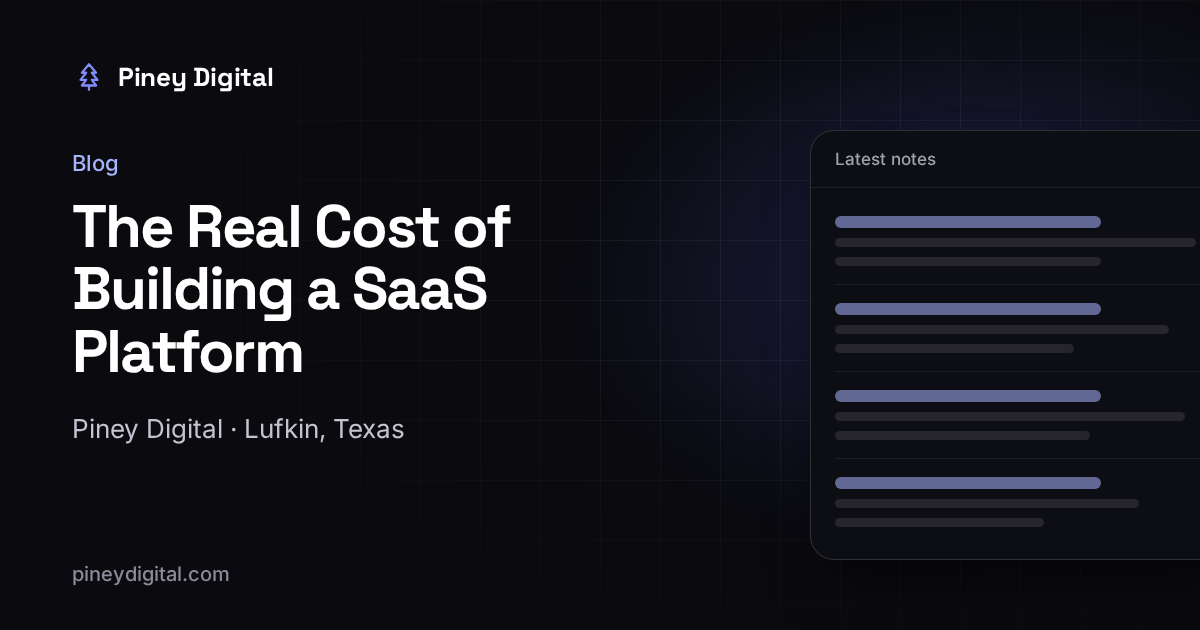 Piney Digital
Blog
The Real Cost of
Building a SaaS
Platform
Piney Digital · Lufkin, Texas
pineydigital.com
Latest notes